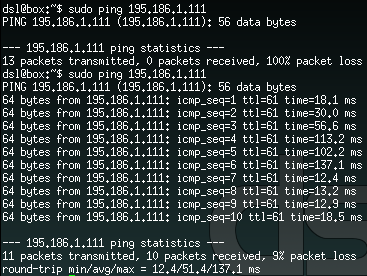 dsl@box:~$ sudo ping 195.186.1.111
PING 195.186.1.111 (195.186.1.111): 56 data bytes
--- 195.186.1.111 ping statistics ---
13 packets transmitted, 0 packets received, 100% packet loss
dsl@box:~$ sudo ping 195.186.1.111
PING 195.186.1.111 (195.186.1.111): 56 data bytes
64 bytes from 195.186.1.111: icmp_seq=1 ttl=61 time=18.1 ms
64 bytes from 195.186.1.111: icmp_seq=2 ttl=61 time=30.0 ms
64 bytes from 195.186.1.111: icmp_seq=3 ttl=61 time=56.6 ms
64 bytes from 195.186.1.111: icmp_seq=4 ttl=61 time=113.2 ms
64 bytes from 195.186.1.111: icmp_seq=5 ttl=61 time=102.2 ms
64 bytes from 195.186.1.111: icmp_seq=6 ttl=61 time=137.1 ms
64 bytes from 195.186.1.111: icmp_seq=7 ttl=61 time=12.4 ms
64 bytes from 195.186.1.111: icmp_seq=8 ttl=61 time=13.2 ms
64 bytes from 195.186.1.111: icmp_seq=9 ttl=61 time=12.9 ms
64 bytes from 195.186.1.111: icmp_seq=10 ttl=61 time=18.5 ms
--- 195.186.1.111 ping statistics ---
11 packets transmitted, 10 packets received, 9% packet loss
round-trip min/avg/max = 12.4/51.4/137.1 ms